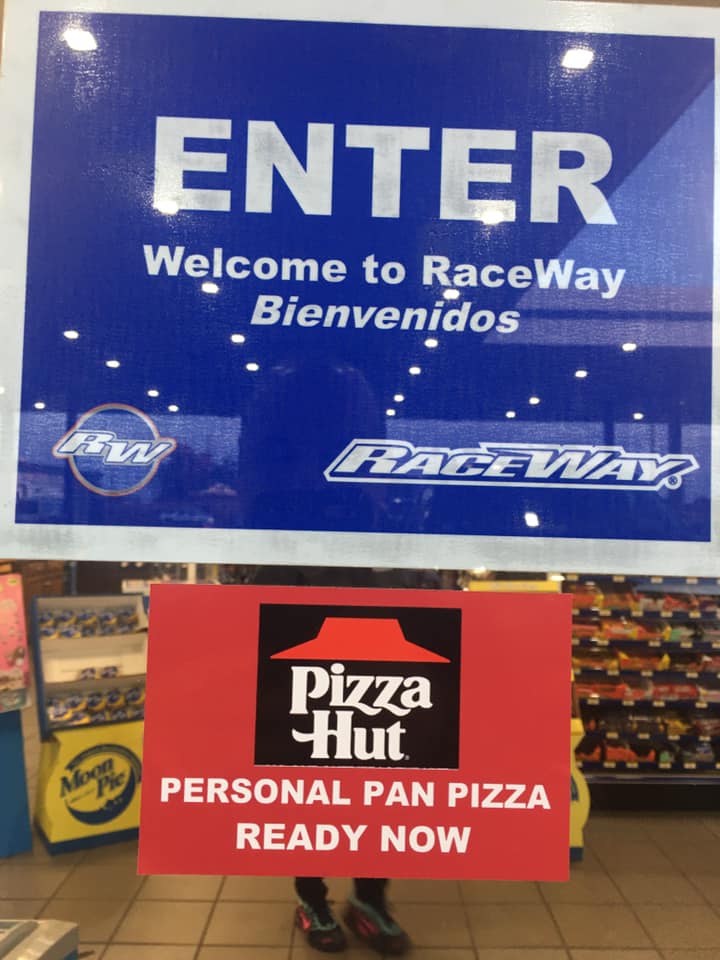 ENTER
Welcome to RaceWay
Bienvenidos
RW
RACEWAY®
Pizza
Hut®
PERSONAL PAN PIZZA
READY NOW
Moon
Pie